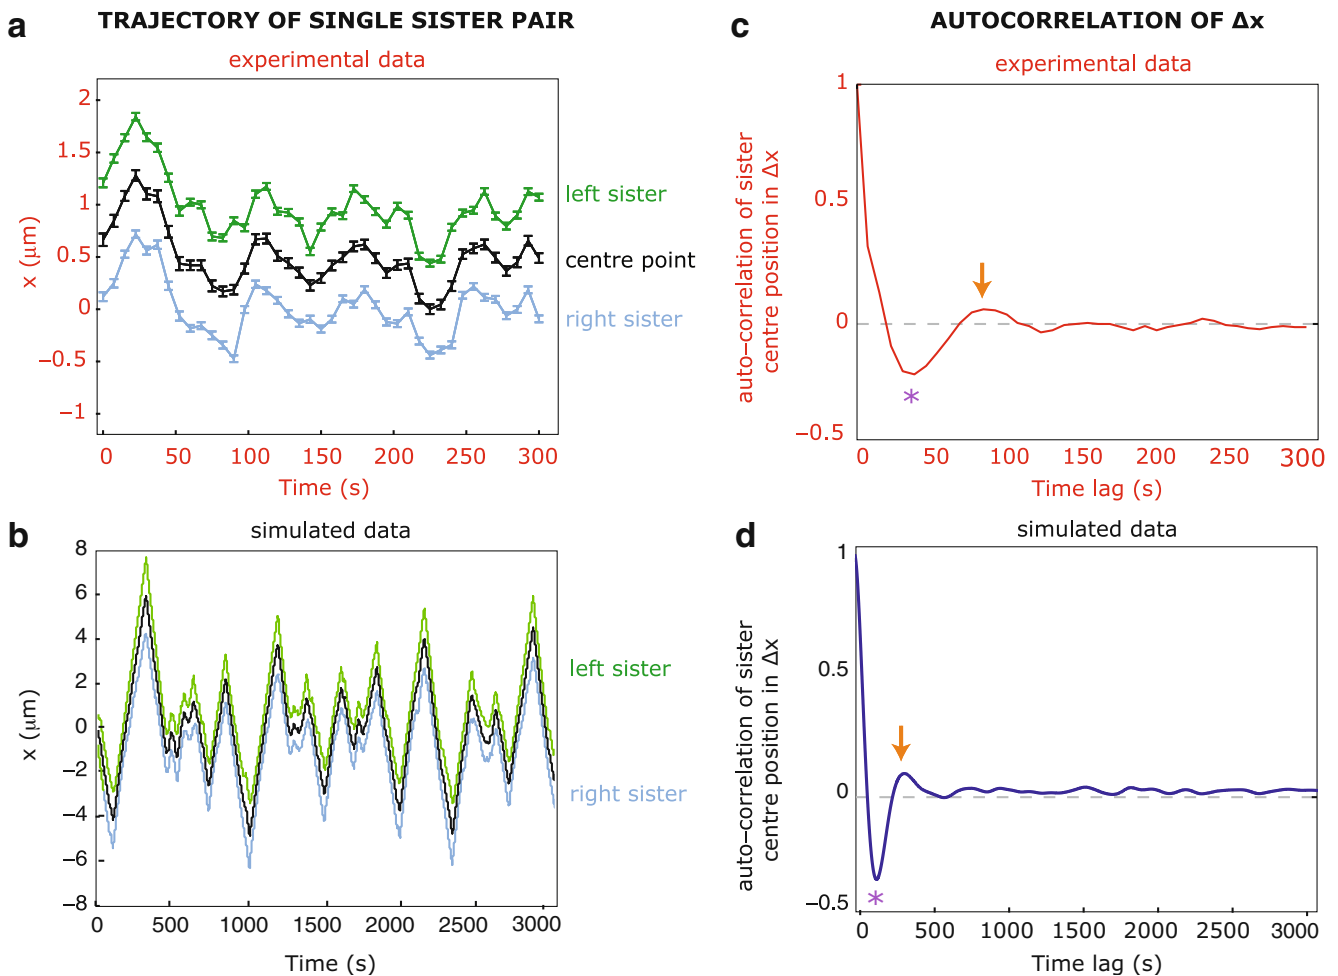 a
TRAJECTORY OF SINGLE SISTER PAIR
experimental data
2
1.5
1
0.5
0
−0.5
−1
x (μm)
left sister
centre point
right sister
0 50 100 150 200 250 300
Time (s)
b
simulated data
8
6
4
2
0
−2
−4
−6
−8
x (μm)
left sister
right sister
0 500 1000 1500 2000 2500 3000
Time (s)
c
AUTOCORRELATION OF Δx
experimental data
1
0.5
0
−0.5
auto−correlation of sister
centre position in Δx
*
0 50 100 150 200 250 300
Time lag (s)
d
simulated data
1
0.5
0
−0.5
auto−correlation of sister
centre position in Δx
*
0 500 1000 1500 2000 2500 3000
Time lag (s)